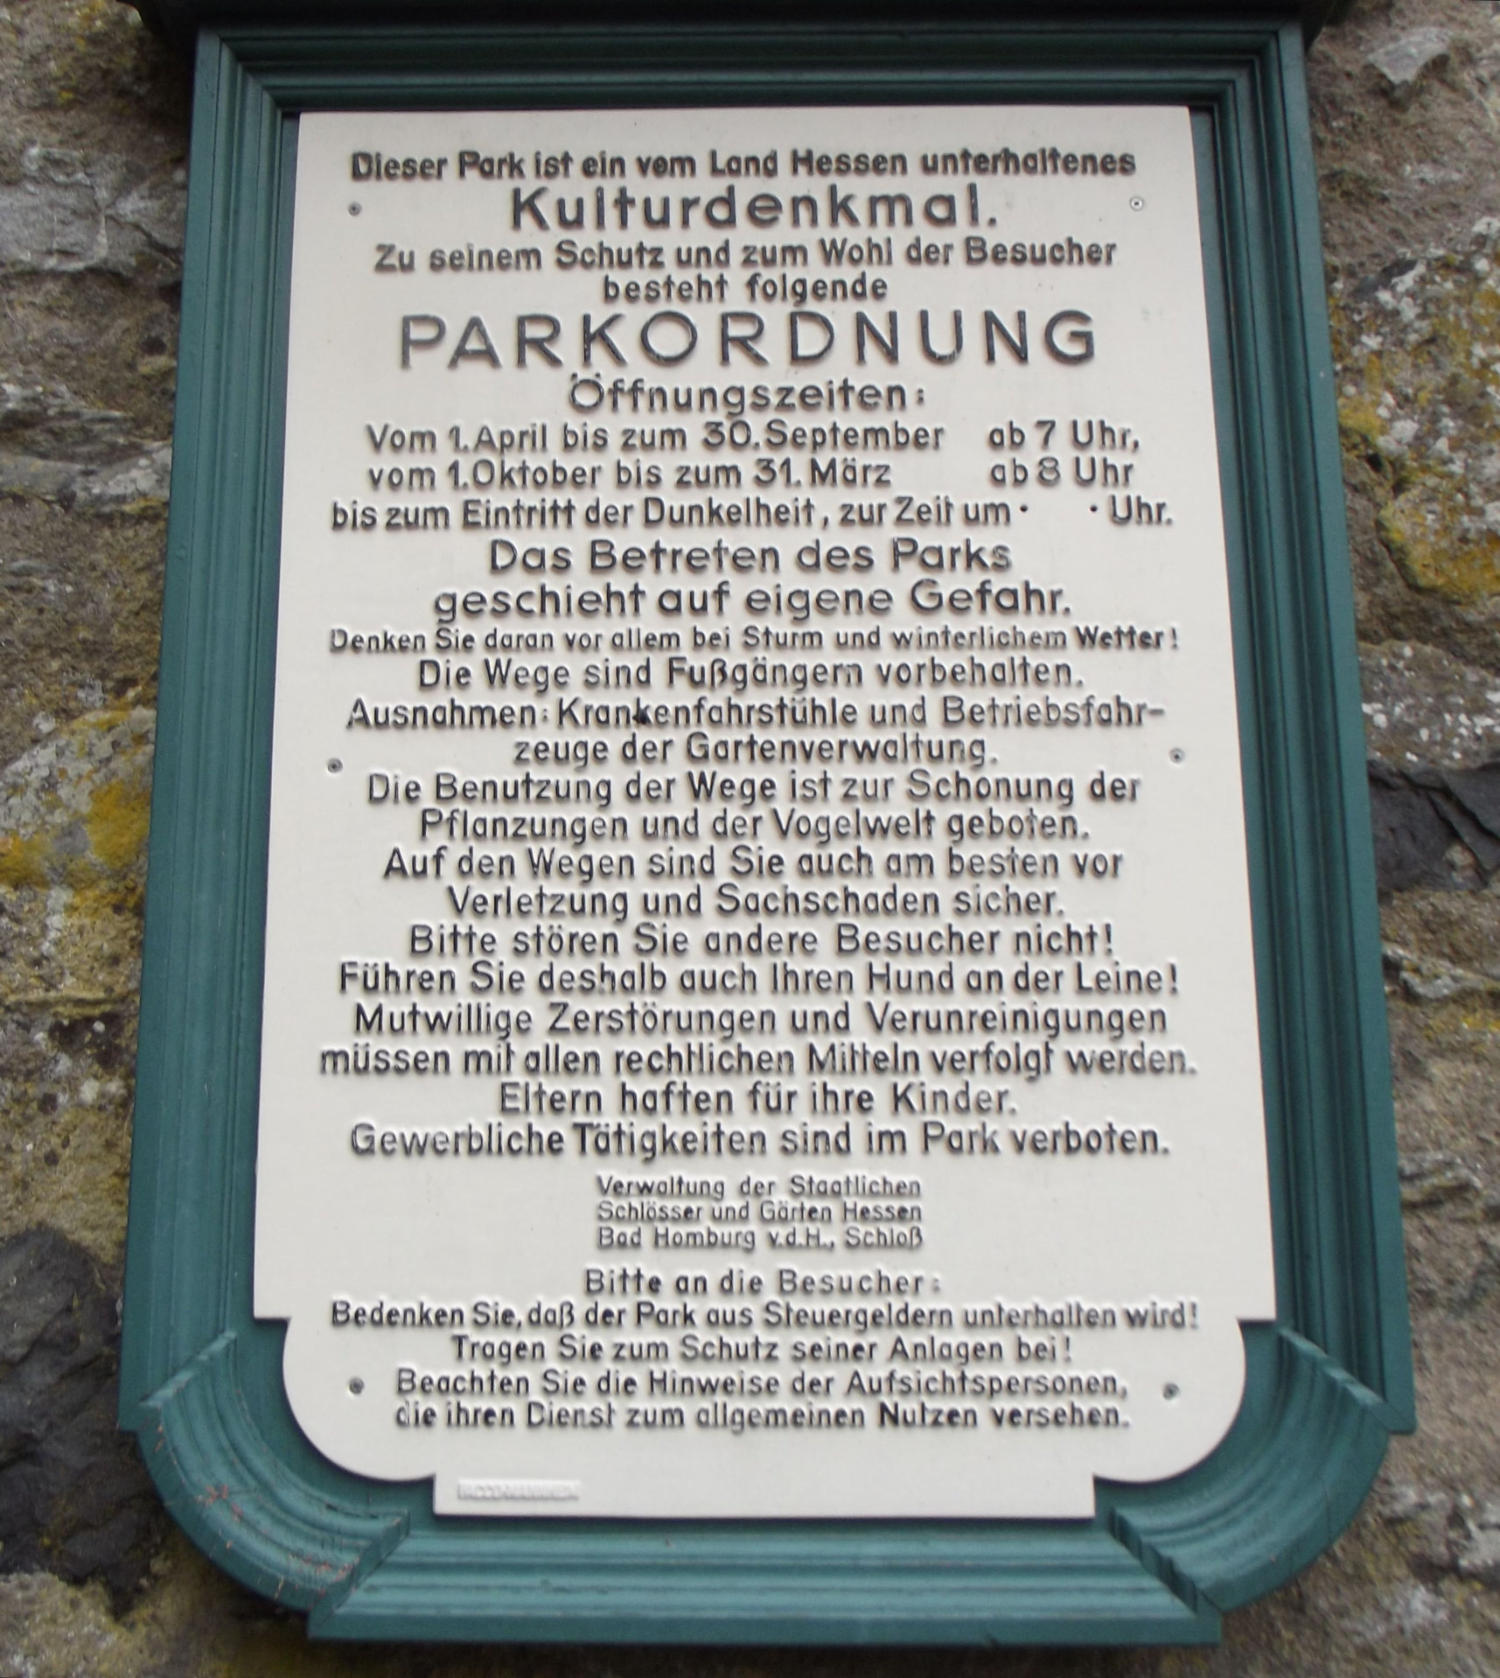 Dieser Park ist ein vom Land Hessen unterhaltenes
Kulturdenkmal.
Zu seinem Schutz und zum Wohl der Besucher
besteht folgende
PARKORDNUNG
Öffnungszeiten:
Vom 1. April bis zum 30. September ab 7 Uhr,
vom 1. Oktober bis zum 31. März ab 8 Uhr
bis zum Eintritt der Dunkelheit, zur Zeit um · · Uhr.
Das Betreten des Parks
geschieht auf eigene Gefahr.
Denken Sie daran vor allem bei Sturm und winterlichem Wetter!
Die Wege sind Fußgängern vorbehalten.
Ausnahmen: Krankenfahrstühle und Betriebsfahr-
zeuge der Gartenverwaltung.
Die Benutzung der Wege ist zur Schonung der
Pflanzungen und der Vogelwelt geboten.
Auf den Wegen sind Sie auch am besten vor
Verletzung und Sachschaden sicher.
Bitte stören Sie andere Besucher nicht!
Führen Sie deshalb auch Ihren Hund an der Leine!
Mutwillige Zerstörungen und Verunreinigungen
müssen mit allen rechtlichen Mitteln verfolgt werden.
Eltern haften für ihre Kinder.
Gewerbliche Tätigkeiten sind im Park verboten.
Verwaltung der Staatlichen
Schlösser und Gärten Hessen
Bad Homburg v.d.H., Schloß
Bitte an die Besucher:
Bedenken Sie, daß der Park aus Steuergeldern unterhalten wird!
Tragen Sie zum Schutz seiner Anlagen bei!
Beachten Sie die Hinweise der Aufsichtspersonen,
die ihren Dienst zum allgemeinen Nutzen versehen.